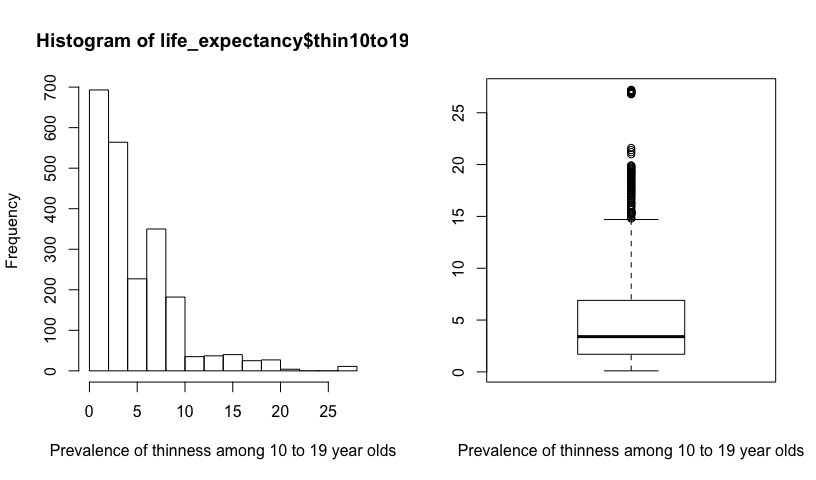 Histogram of life_expectancy$thin10to19
Frequency
700
600
500
400
300
200
100
0
0 5 10 15 20 25
Prevalence of thinness among 10 to 19 year olds
25
20
15
10
5
0
Prevalence of thinness among 10 to 19 year olds